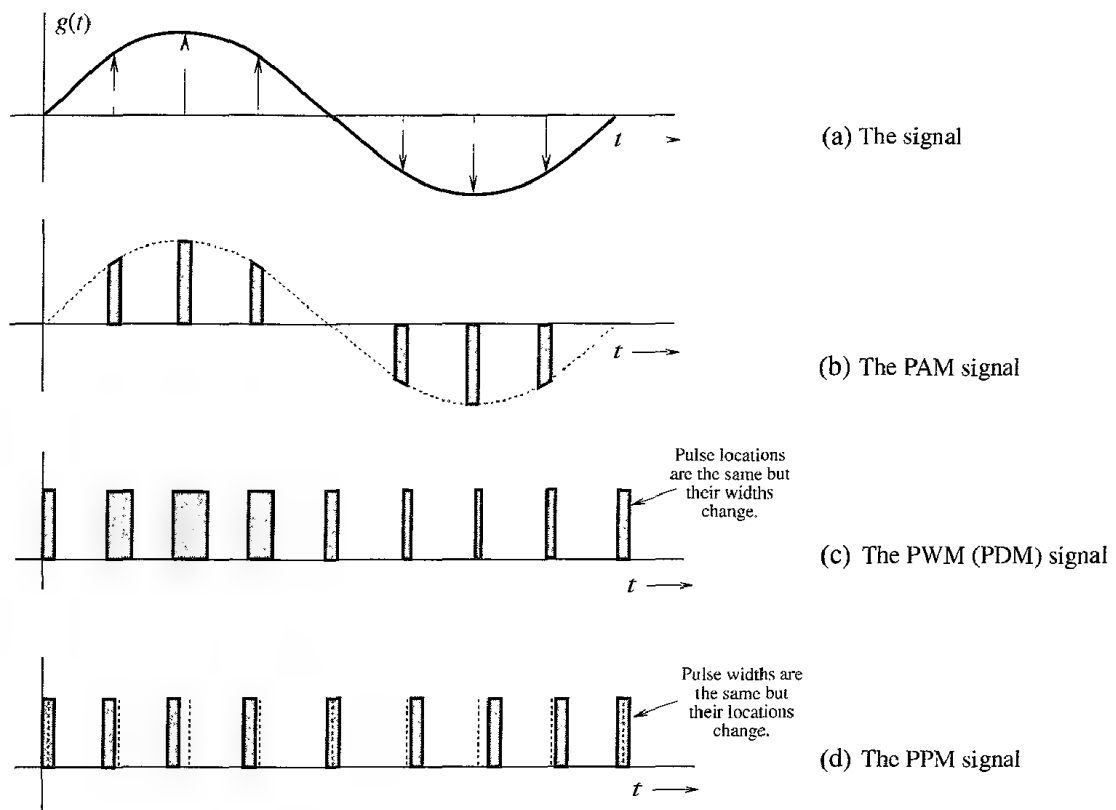 g(t)
t
(a) The signal
t
(b) The PAM signal
Pulse locations
are the same but
their widths
change.
(c) The PWM (PDM) signal
t
Pulse widths are
the same but
their locations
change.
(d) The PPM signal
t